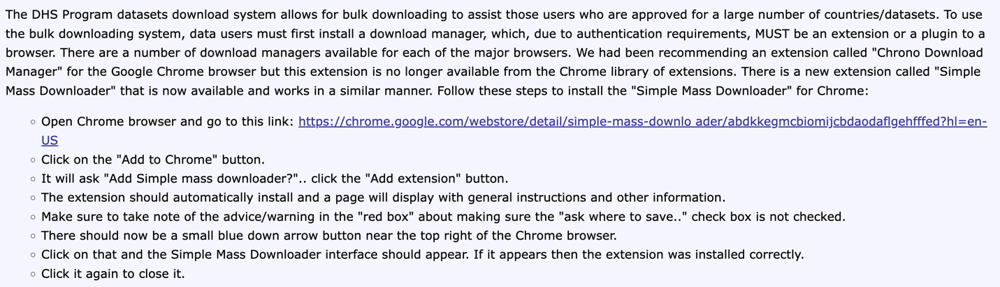 The DHS Program datasets download system allows for bulk downloading to assist those users who are approved for a large number of countries/datasets. To use
the bulk downloading system, data users must first install a download manager, which, due to authentication requirements, MUST be an extension or a plugin to a
browser. There are a number of download managers available for each of the major browsers. We had been recommending an extension called "Chrono Download
Manager" for the Google Chrome browser but this extension is no longer available from the Chrome library of extensions. There is a new extension called "Simple
Mass Downloader" that is now available and works in a similar manner. Follow these steps to install the "Simple Mass Downloader" for Chrome:
◦ Open Chrome browser and go to this link: https://chrome.google.com/webstore/detail/simple-mass-downlo ader/abdkkegmcbiomijcbdaodaflgehfffed?hl=en-
US
◦ Click on the "Add to Chrome" button.
◦ It will ask "Add Simple mass downloader?".. click the "Add extension" button.
◦ The extension should automatically install and a page will display with general instructions and other information.
◦ Make sure to take note of the advice/warning in the "red box" about making sure the "ask where to save.." check box is not checked.
◦ There should now be a small blue down arrow button near the top right of the Chrome browser.
◦ Click on that and the Simple Mass Downloader interface should appear. If it appears then the extension was installed correctly.
◦ Click it again to close it.